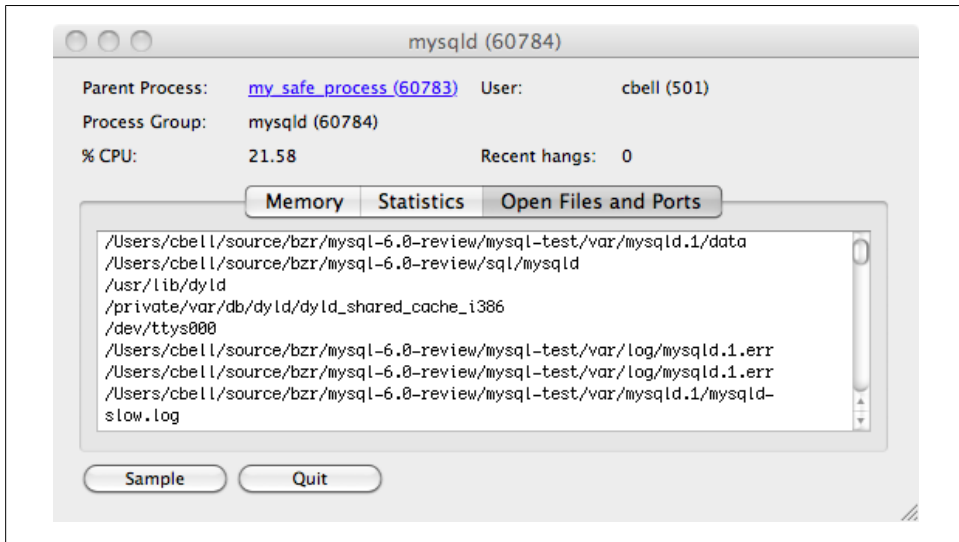 mysqld (60784)
Parent Process: my_safe_process (60783) User: cbell (501)
Process Group: mysqld (60784)
% CPU: 21.58 Recent hangs: 0
Memory Statistics Open Files and Ports
/Users/cbell/source/bzr/mysql-6.0-review/mysql-test/var/mysqld.1/data
/Users/cbell/source/bzr/mysql-6.0-review/sql/mysqld
/usr/lib/dyld
/private/var/db/dyld/dyld_shared_cache_i386
/dev/ttys000
/Users/cbell/source/bzr/mysql-6.0-review/mysql-test/var/log/mysqld.1.err
/Users/cbell/source/bzr/mysql-6.0-review/mysql-test/var/log/mysqld.1.err
/Users/cbell/source/bzr/mysql-6.0-review/mysql-test/var/mysqld.1/mysqld-
slow.log
Sample Quit